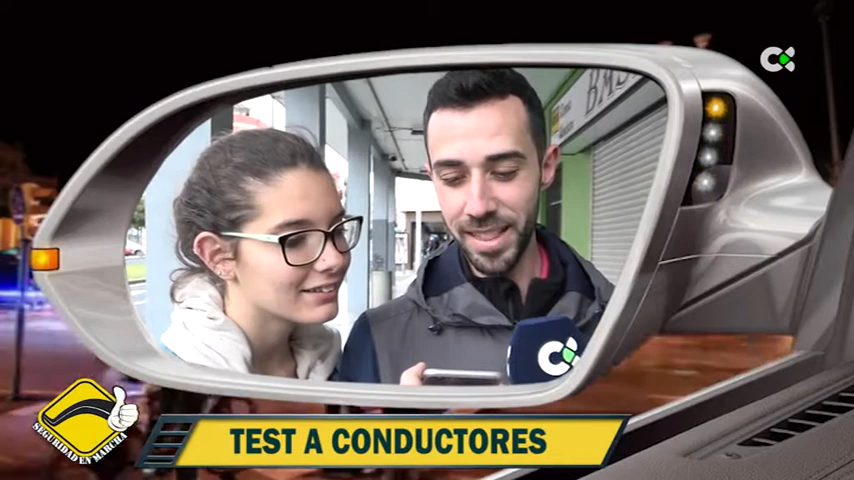 BMS
TEST A CONDUCTORES
SEGURIDAD EN MARCHA